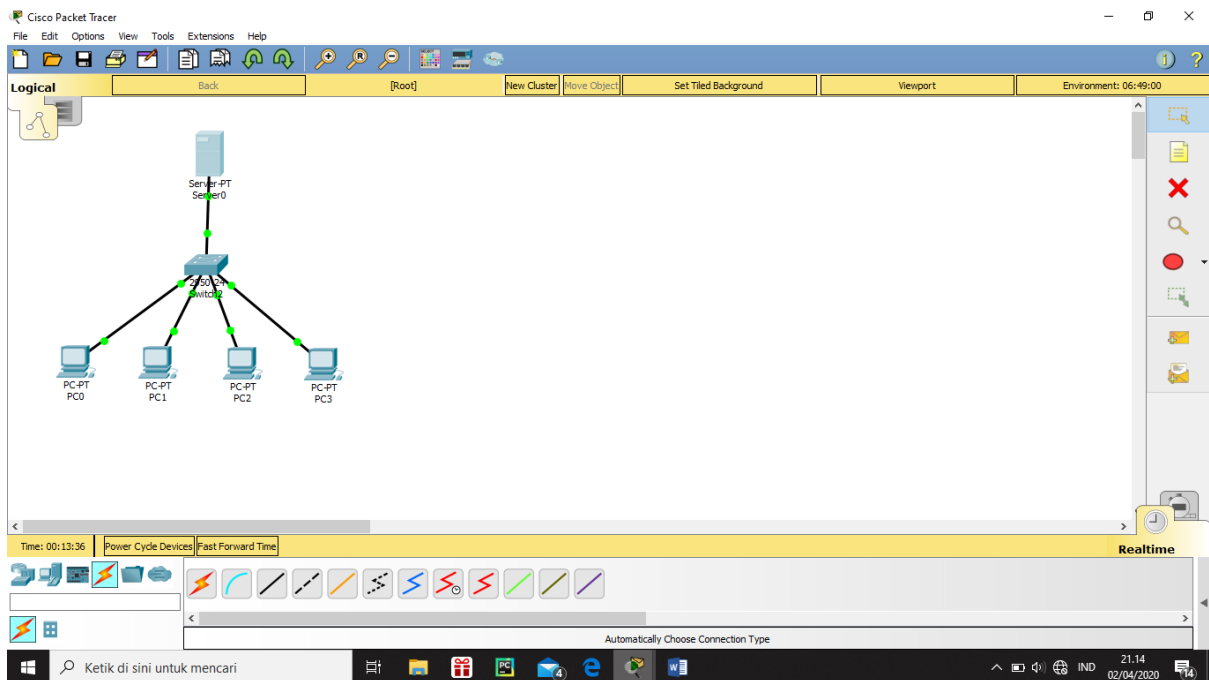 Cisco Packet Tracer
File Edit Options View Tools Extensions Help
Logical Back [Root] New Cluster Move Object Set Tiled Background Viewport Environment: 06:49:00
Server-PT
Server0
2950-24
Switch2
PC-PT PC-PT PC-PT PC-PT
PC0 PC1 PC2 PC3
Time: 00:13:36 Power Cycle Devices Fast Forward Time Realtime
Automatically Choose Connection Type
Ketik di sini untuk mencari IND 21.14
02/04/2020